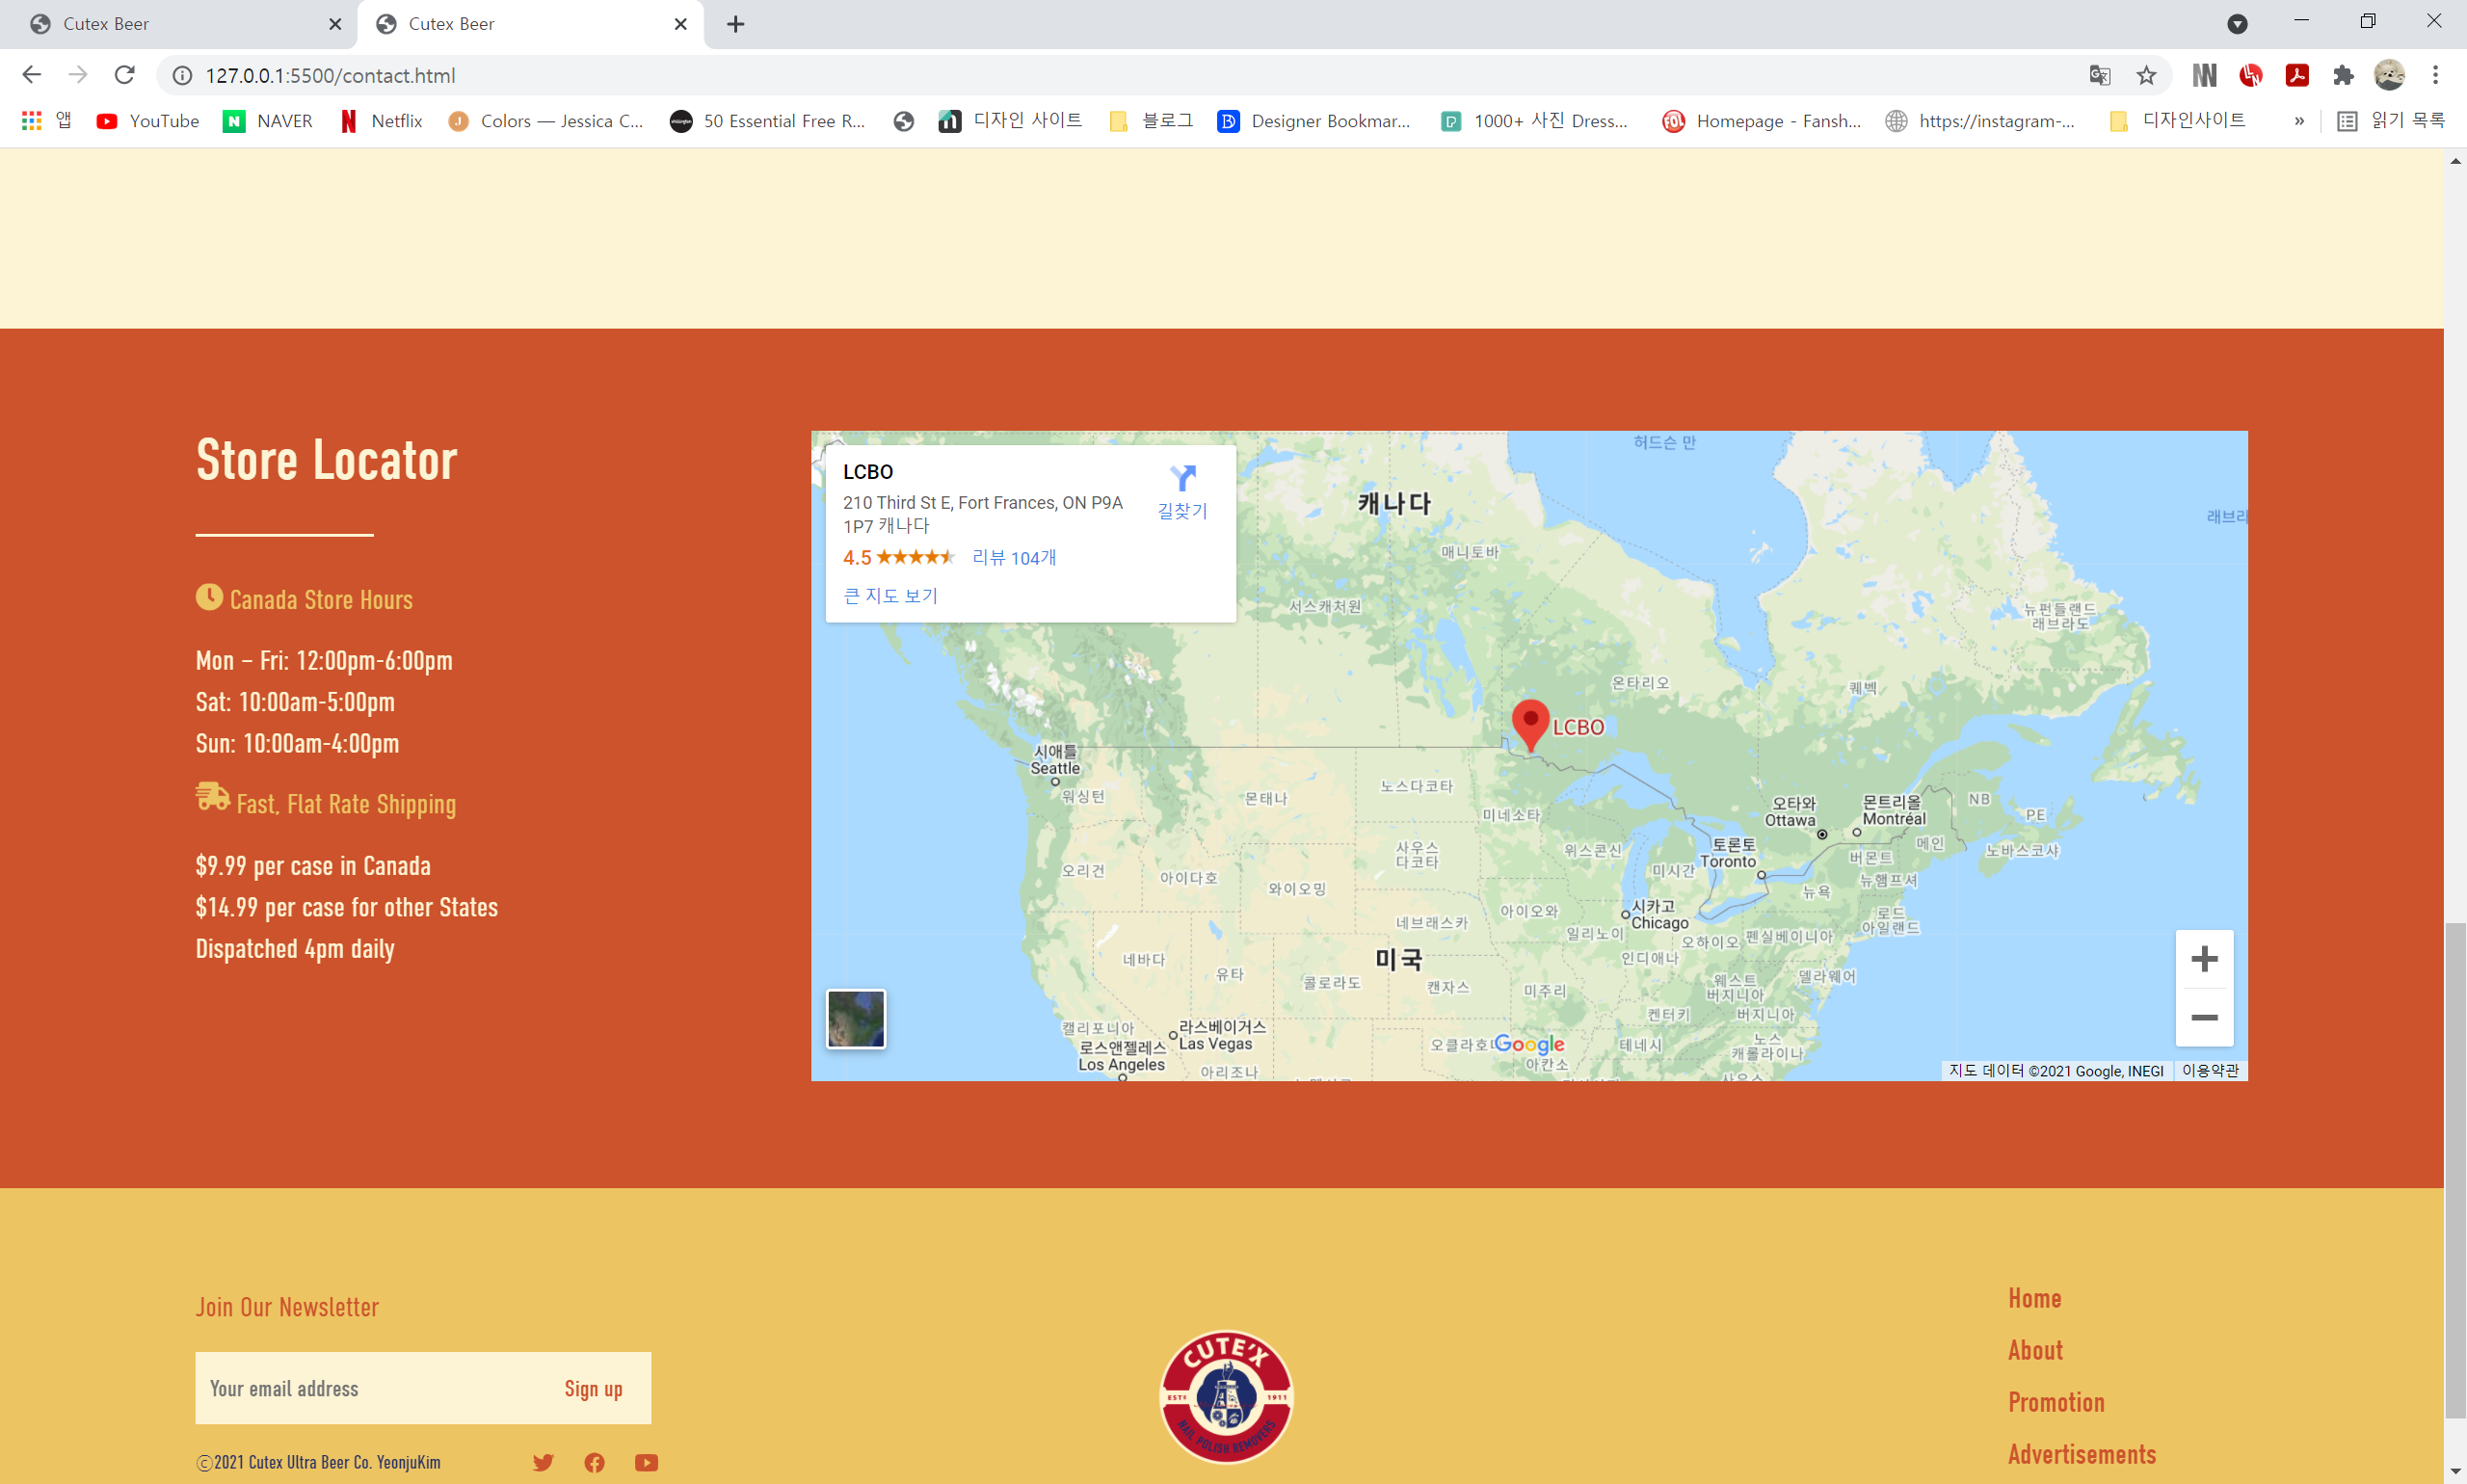 Cutex Beer
Cutex Beer
127.0.0.1:5500/contact.html
앱
YouTube
NAVER
Netflix
Colors — Jessica C...
50 Essential Free R...
디자인 사이트
블로그
Designer Bookmar...
1000+ 사진 Dress...
Homepage - Fansh...
https://instagram-...
디자인사이트
»
읽기 목록
Store Locator
Canada Store Hours
Mon – Fri: 12:00pm-6:00pm
Sat: 10:00am-5:00pm
Sun: 10:00am-4:00pm
Fast, Flat Rate Shipping
$9.99 per case in Canada
$14.99 per case for other States
Dispatched 4pm daily
LCBO
210 Third St E, Fort Frances, ON P9A
1P7 캐나다
길찾기
4.5
리뷰 104개
큰 지도 보기
허드슨 만
캐나다
래브라
매니토바
서스캐처원
뉴펀들랜드
래브라도
온타리오
퀘벡
LCBO
시애틀
Seattle
워싱턴
몬태나
노스다코타
미네소타
오타와
Ottawa
몬트리올
Montréal
NB
PE
토론토
Toronto
메인
노바스코샤
버몬트
오리건
아이다호
사우스
다코타
위스콘신
미시간
뉴햄프셔
뉴욕
와이오밍
네브래스카
아이오와
시카고
Chicago
로드
아일랜드
일리노이
오하이오
펜실베이니아
네바다
유타
미국
인디애나
델라웨어
콜로라도
캔자스
미주리
웨스트
버지니아
켄터키
버지니아
캘리포니아
라스베이거스
Las Vegas
로스앤젤레스
Los Angeles
아리조나
Google
아칸소
테네시
노스
캐롤라이나
지도 데이터 ©2021 Google, INEGI
이용약관
Join Our Newsletter
Your email address
Sign up
©2021 Cutex Ultra Beer Co. YeonjuKim
CUTE'X
ESTD
1911
NAIL POLISH REMOVERS
Home
About
Promotion
Advertisements